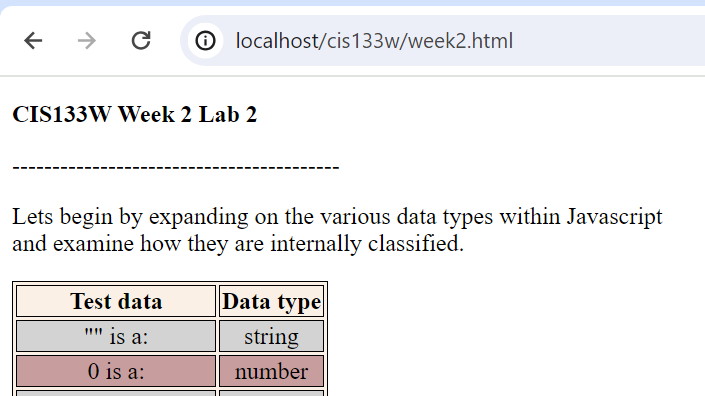 localhost/cis133w/week2.html
CIS133W Week 2 Lab 2
-----------------------------------------
Lets begin by expanding on the various data types within Javascript
and examine how they are internally classified.
Test data Data type
"" is a: string
0 is a: number